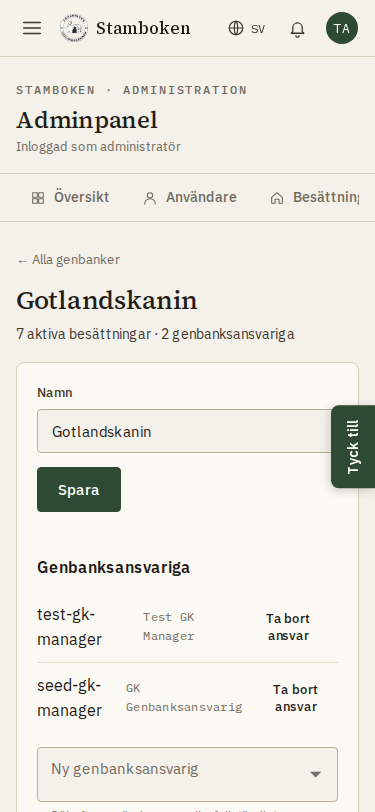 Stamboken
SV
TA
STAMBOKEN · ADMINISTRATION
Adminpanel
Inloggad som administratör
Översikt
Användare
Besättning
← Alla genbanker
Gotlandskanin
7 aktiva besättningar · 2 genbanksansvariga
Namn
Gotlandskanin
Tyck till
Spara
Genbanksansvariga
test-gk-
manager
Test GK
Manager
Ta bort
ansvar
seed-gk-
manager
GK
Genbanksansvarig
Ta bort
ansvar
Ny genbanksansvarig